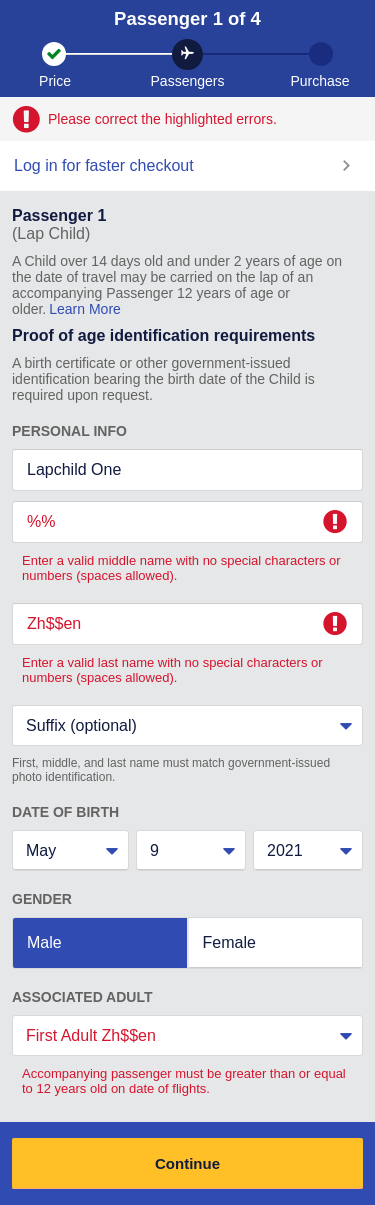 Passenger 1 of 4
Price
Passengers
Purchase
Please correct the highlighted errors.
Log in for faster checkout
Passenger 1
(Lap Child)
A Child over 14 days old and under 2 years of age on
the date of travel may be carried on the lap of an
accompanying Passenger 12 years of age or
older. Learn More
Proof of age identification requirements
A birth certificate or other government-issued
identification bearing the birth date of the Child is
required upon request.
PERSONAL INFO
Lapchild One
%%
Enter a valid middle name with no special characters or
numbers (spaces allowed).
Zh$$en
Enter a valid last name with no special characters or
numbers (spaces allowed).
Suffix (optional)
First, middle, and last name must match government-issued
photo identification.
DATE OF BIRTH
May
9
2021
GENDER
Male
Female
ASSOCIATED ADULT
First Adult Zh$$en
Accompanying passenger must be greater than or equal
to 12 years old on date of flights.
Continue